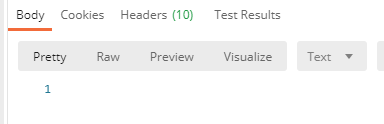 Body Cookies Headers (10) Test Results
Pretty Raw Preview Visualize Text
1